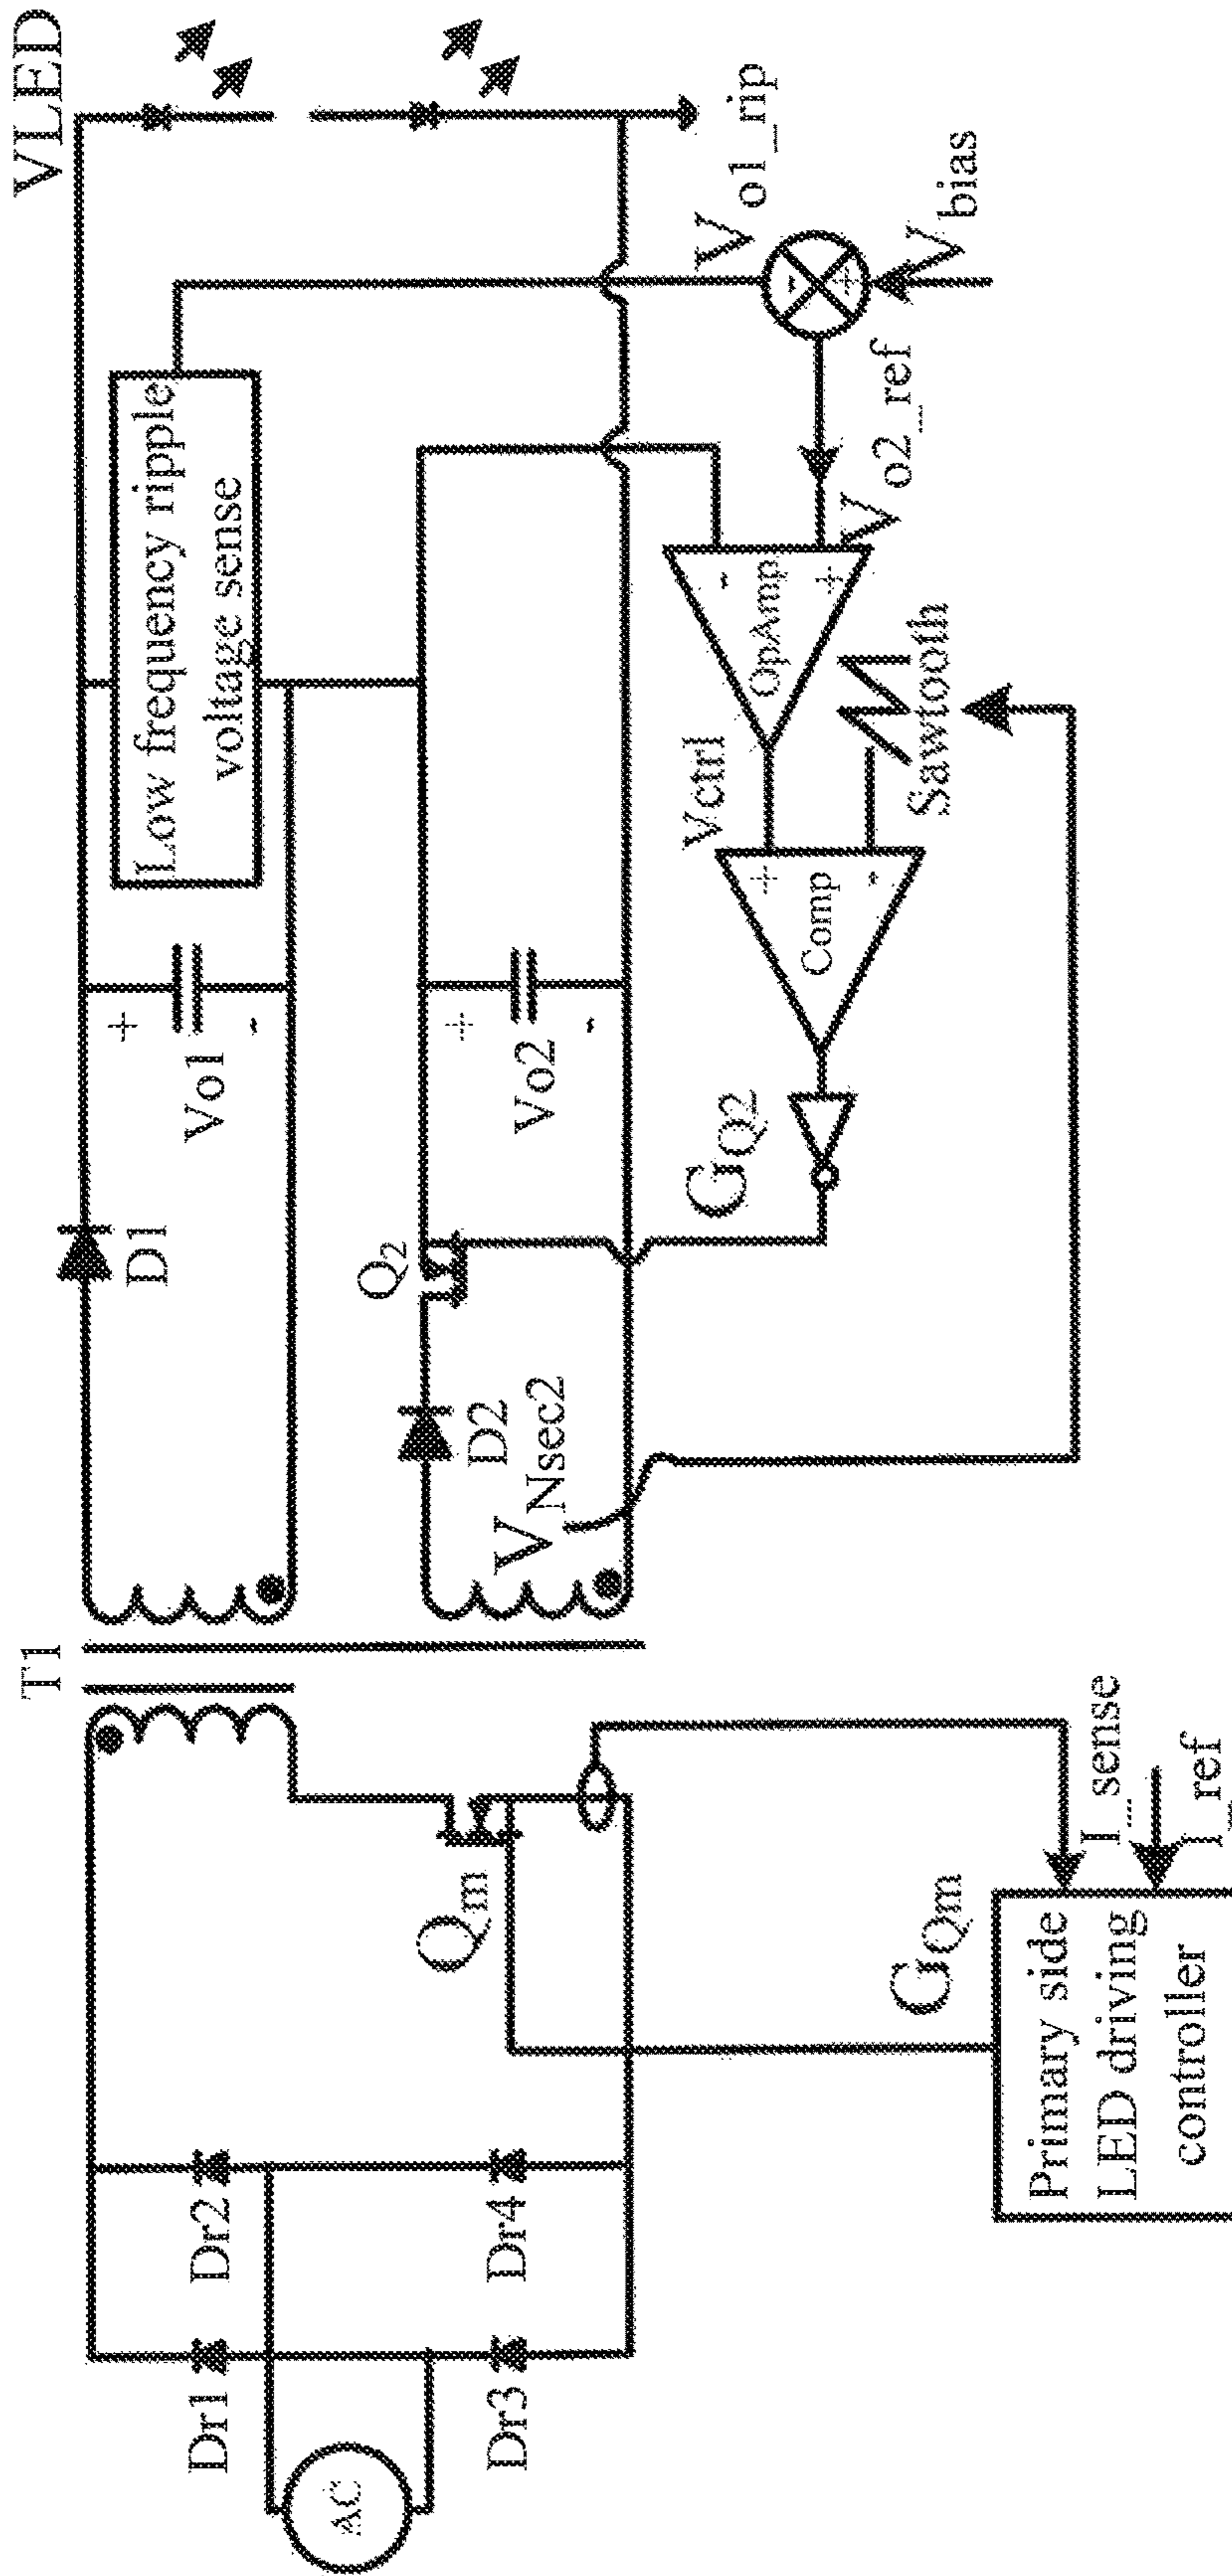 T1
VLED
D1
+
Vo1
-
Low frequency ripple
voltage sense
Dr1
Dr2
AC
Dr3
Dr4
Qm
D2
VNsec2
Q2
+
Vo2
-
GQ2
Vo1_rip
-
+
Vbias
Vo2_ref
-
OpAmp
+
Vctrl
+
Comp
-
Sawtooth
GQm
Primary side
LED driving
controller
I_sense
I_ref